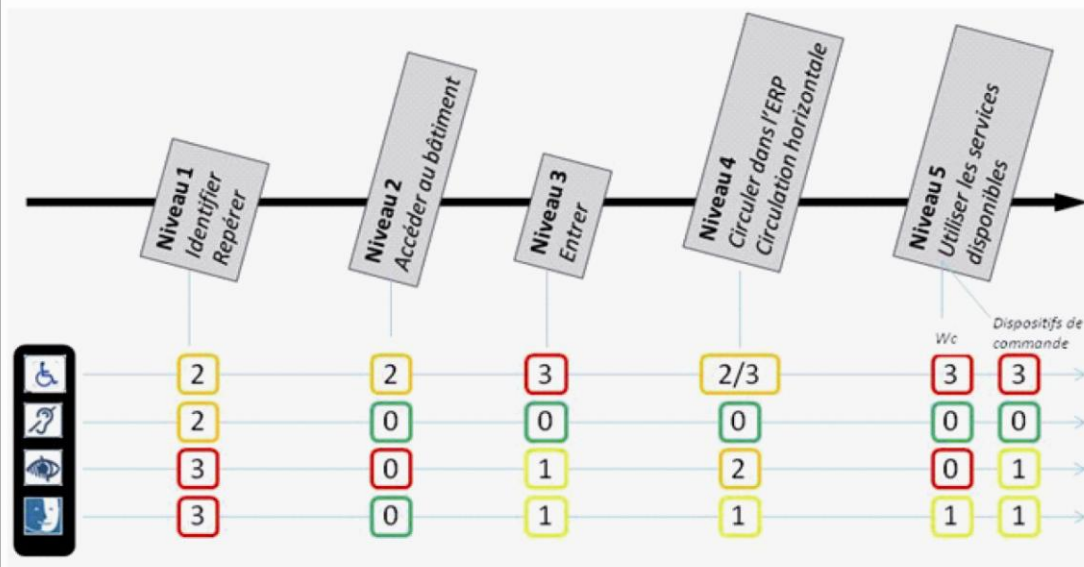 Niveau 1
Identifier
Repérer
Niveau 2
Accéder au bâtiment
Niveau 3
Entrer
Niveau 4
Circuler dans l'ERP
Circulation horizontale
Niveau 5
Utiliser les services
disponibles
Wc
Dispositifs de
commande
2 2 3 2/3 3 3
2 0 0 0 0 0
3 0 1 2 0 1
3 0 1 1 1 1